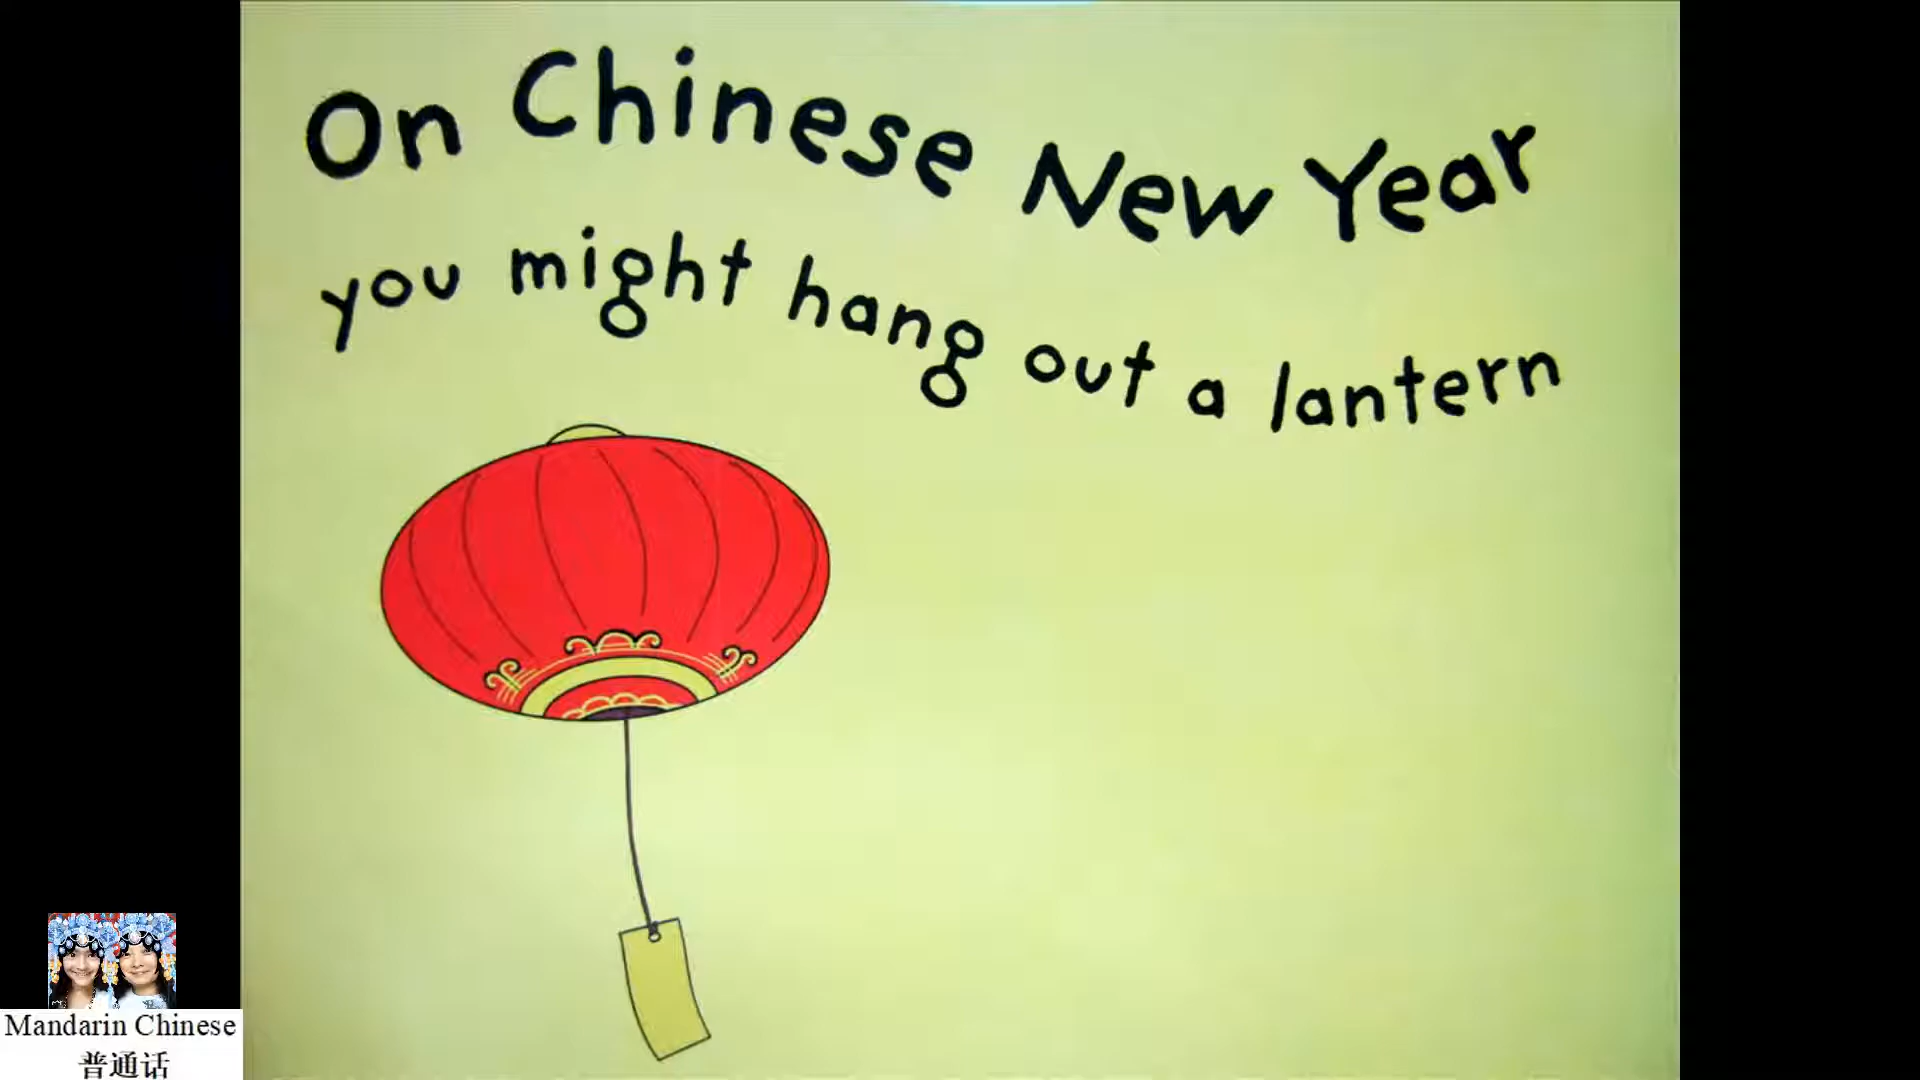 On Chinese New Year
you might hang out a lantern
Mandarin Chinese
普通话